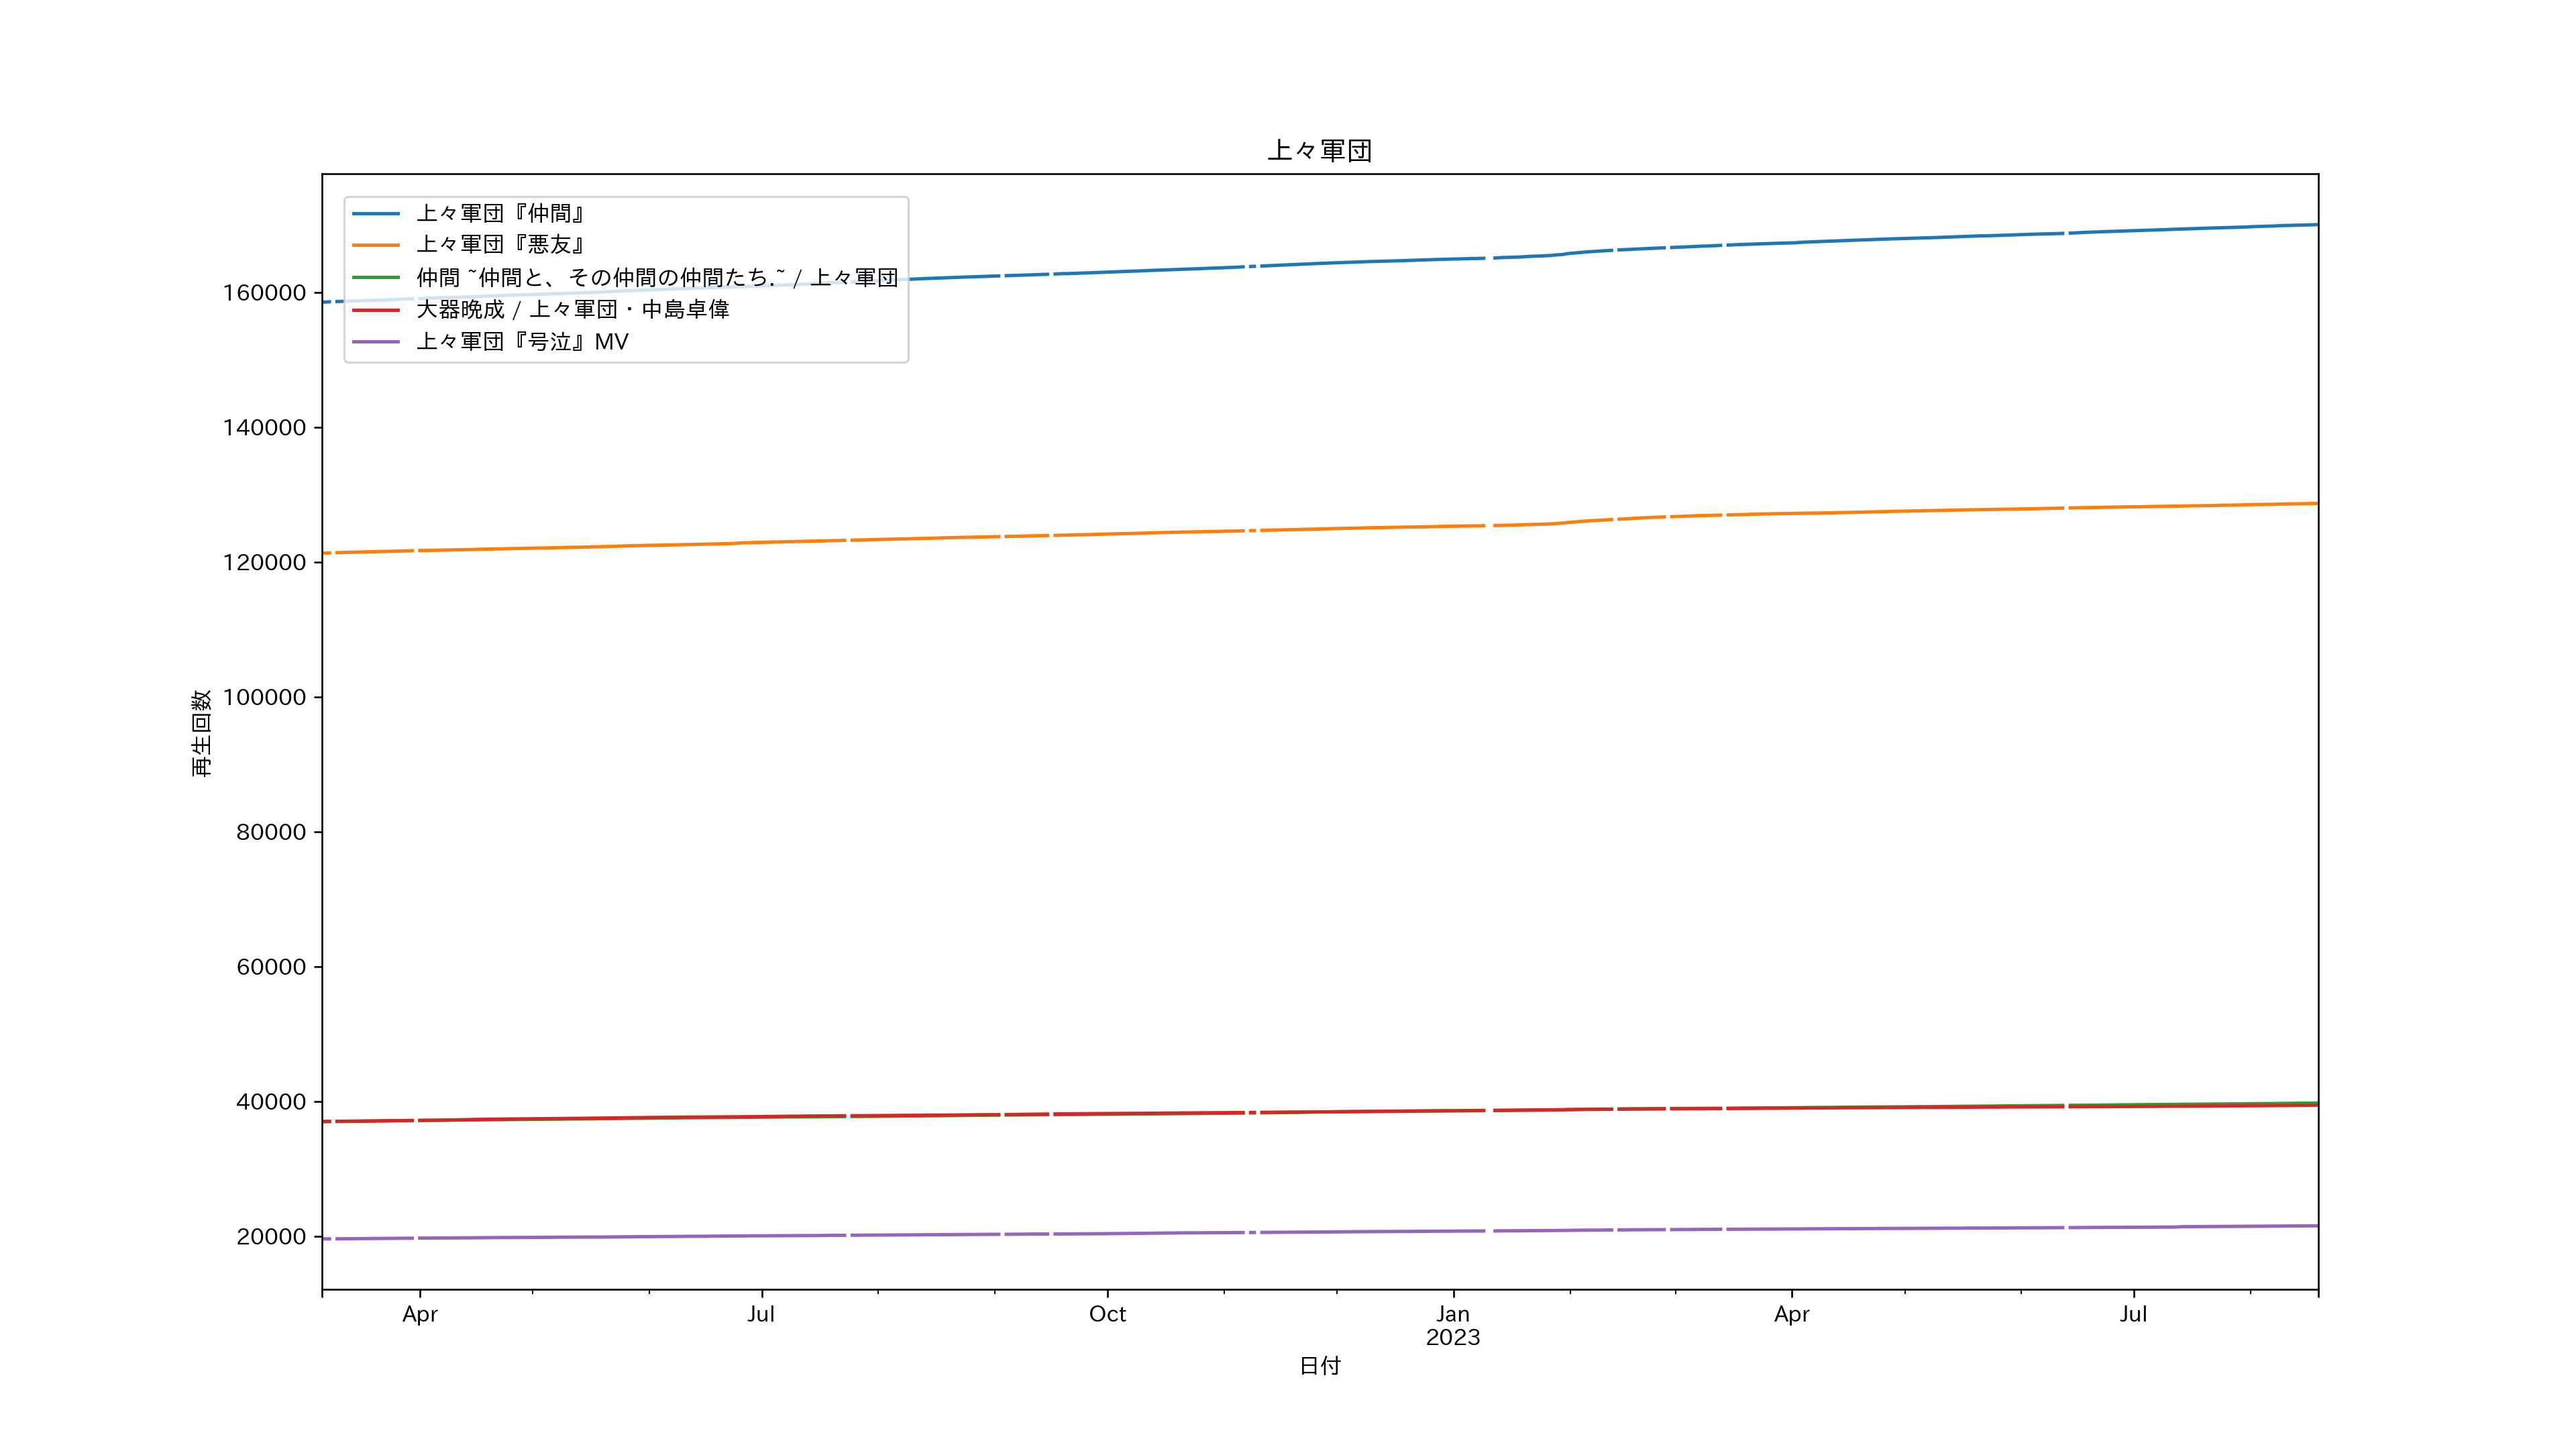 上々軍団
上々軍団『仲間』
上々軍団『悪友』
仲間 ~仲間と、その仲間の仲間たち.~ / 上々軍団
大器晩成 / 上々軍団・中島卓偉
上々軍団『号泣』MV
160000
140000
120000
100000
80000
60000
40000
20000
再生回数
Apr
Jul
Oct
Jan
2023
Apr
Jul
日付